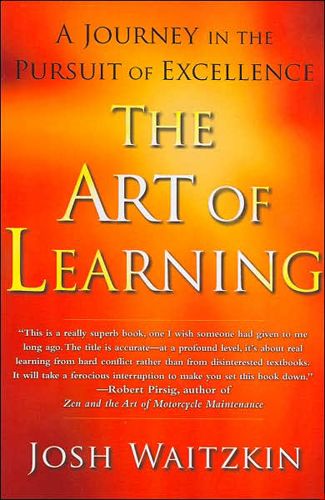 A JOURNEY IN THE
PURSUIT OF EXCELLENCE
THE
ART OF
LEARNING
"This is a really superb book, one I wish someone had given to me
long ago. The title is accurate—at a profound level, it's about real
learning from hard conflict rather than from disinterested textbooks.
It will take a ferocious interruption to make you set this book down."
—Robert Pirsig, author of
Zen and the Art of Motorcycle Maintenance
JOSH WAITZKIN